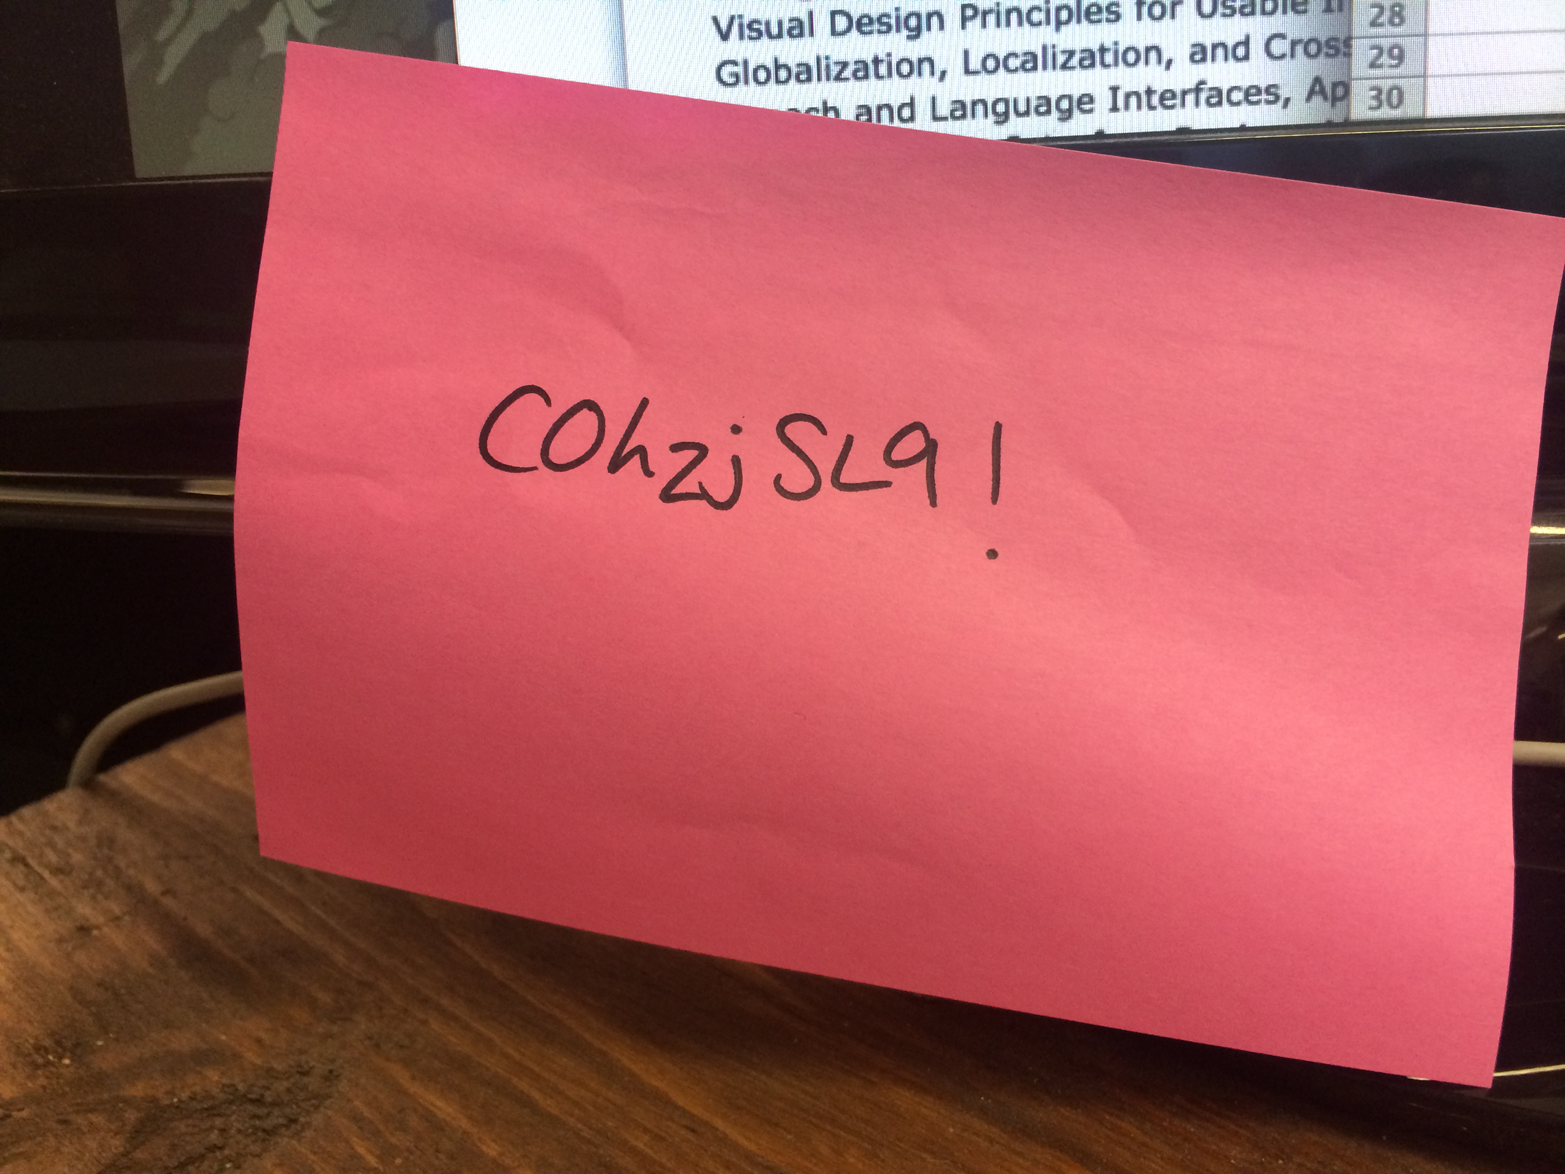 Visual Design Principles for Usable 28
Globalization, Localization, and Cross 29
and Language Interfaces, Ap 30
COhzjSL9!